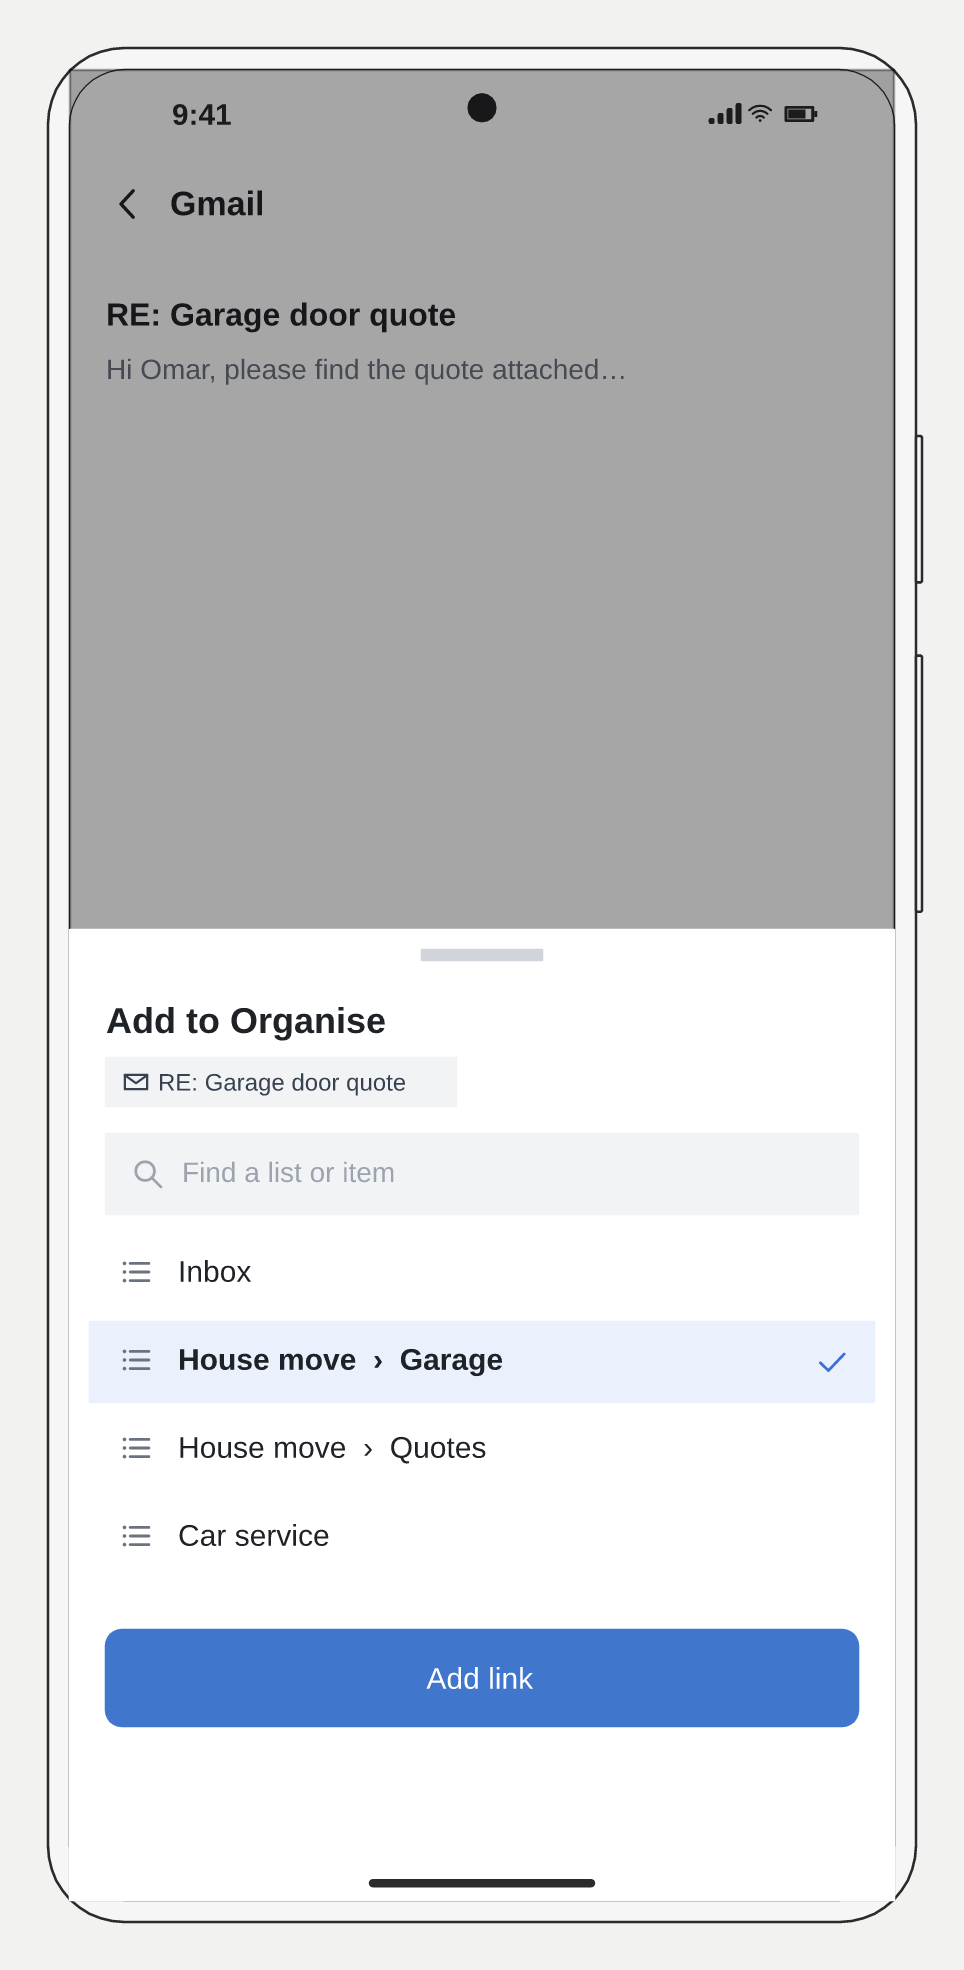 9:41
Gmail
RE: Garage door quote
Hi Omar, please find the quote attached…
Add to Organise
RE: Garage door quote
Find a list or item
Inbox
House move › Garage
House move › Quotes
Car service
Add link